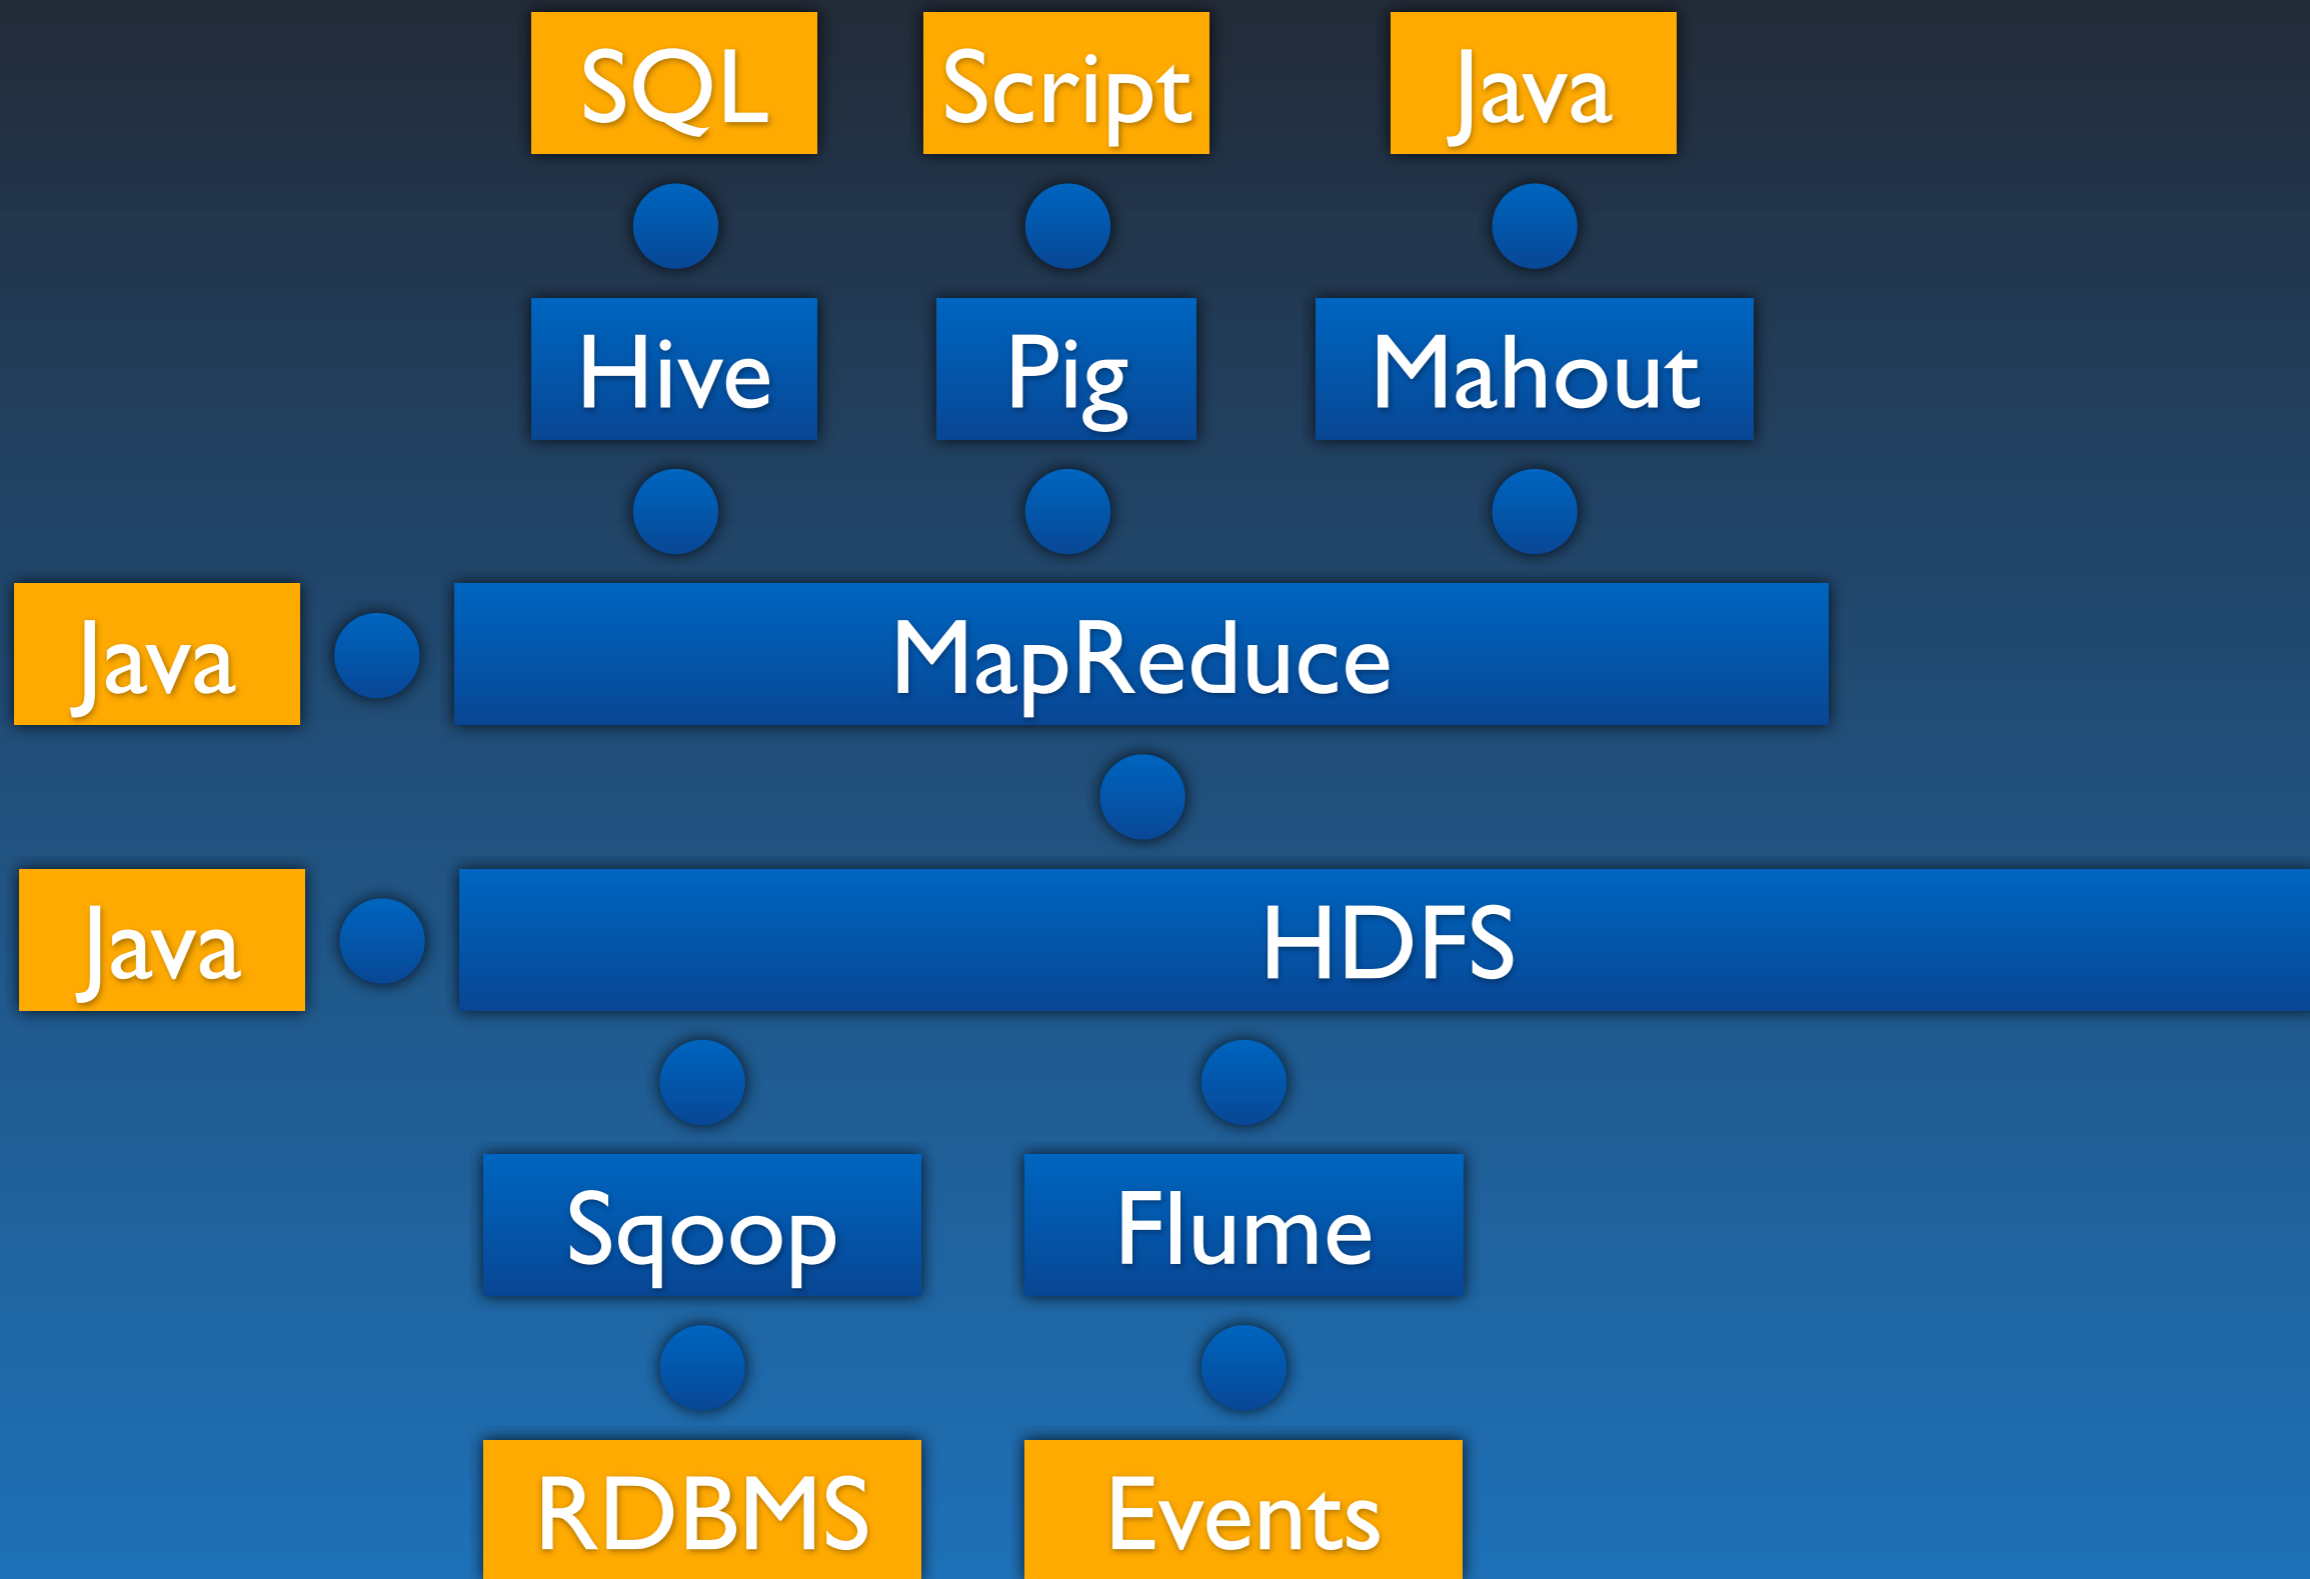 SQL Script Java
Hive Pig Mahout
Java MapReduce
Java HDFS
Sqoop Flume
RDBMS Events